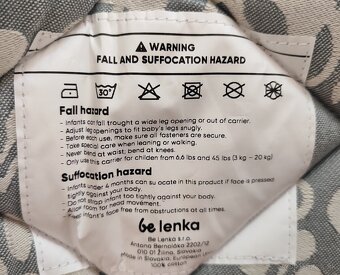 WARNING
FALL AND SUFFOCATION HAZARD
30°
Fall hazard
- Infants can fall trought a wide leg opening or out of carrier.
- Adjust leg openings to fit baby's legs snugly.
- Before each use, make sure all fasteners are secure.
- Take special care when leaning or walking.
- Never bend at waist; bend at knees.
- Only use this carrier for children from 6,6 lbs and 45 lbs (3 kg – 20 kg)
Suffocation hazard
- Infants under 4 months can suocate in this product if face is pressed
tightly against your body.
- Do not strap infant too tightly against your body.
- Allow room for head movement.
- Keep infant's face free from obstructions at all times.
be lenka
Be Lenka s.r.o.
Antona Bernoláka 2202/12
010 01 Žilina, Slovakia
Made in Slovakia, European
100% cotton